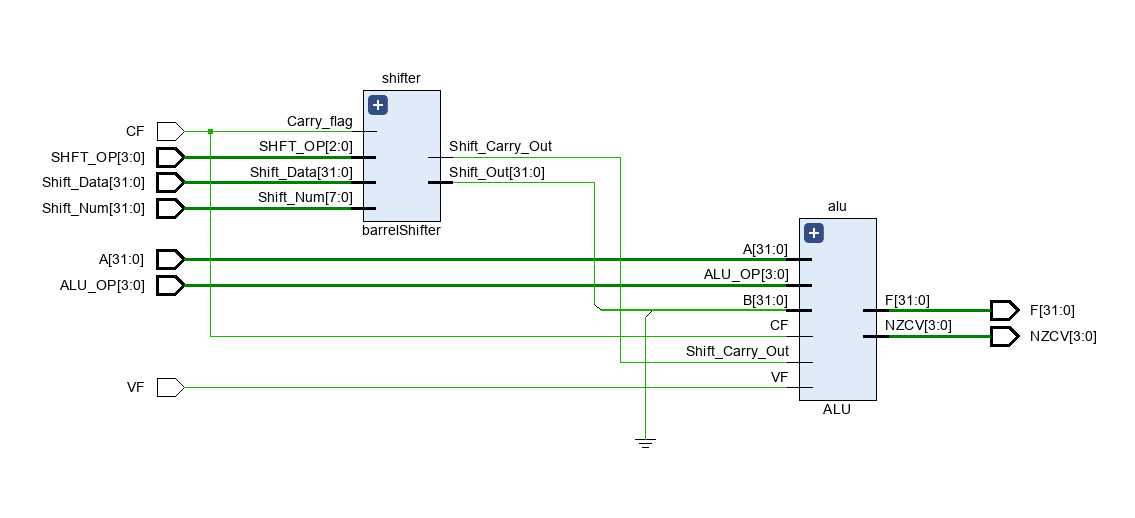 shifter
CF
Carry_flag
SHFT_OP[3:0]
SHFT_OP[2:0]
Shift_Carry_Out
Shift_Data[31:0]
Shift_Data[31:0]
Shift_Out[31:0]
Shift_Num[31:0]
Shift_Num[7:0]
barrelShifter
alu
A[31:0]
A[31:0]
ALU_OP[3:0]
ALU_OP[3:0]
B[31:0]
F[31:0]
F[31:0]
CF
NZCV[3:0]
NZCV[3:0]
Shift_Carry_Out
VF
VF
ALU